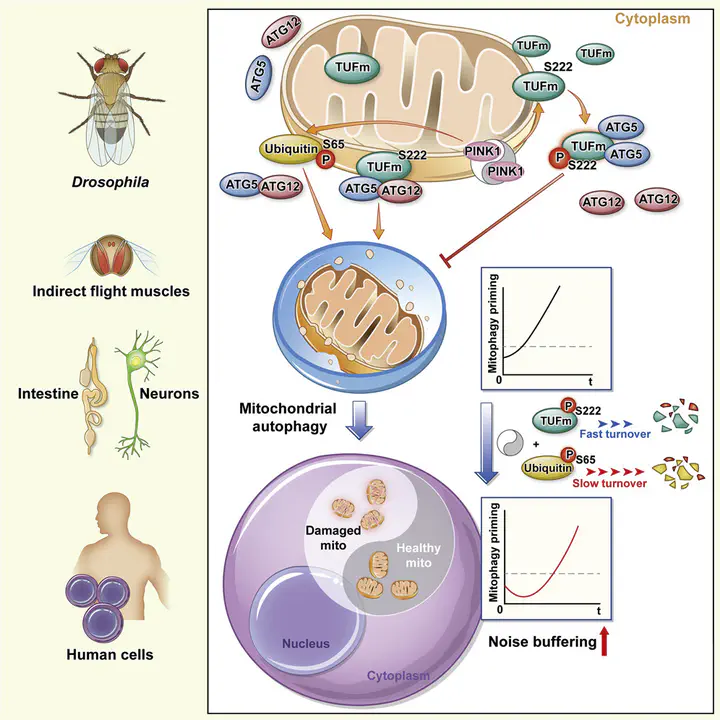 Cytoplasm
ATG12
ATG5
TUFm
TUFm
TUFm
S222
TUFm
Ubiquitin
S65
P
PINK1
PINK1
S222
TUFm
ATG5
ATG12
ATG5
ATG12
ATG5
TUFm
ATG5
P
S222
ATG12
ATG12
Drosophila
Indirect flight muscles
Intestine
Neurons
Human cells
Mitochondrial
autophagy
Mitophagy priming
0
t
P
S222
TUFm
Fast turnover
+
P
S65
Ubiquitin
Slow turnover
Mitophagy priming
0
t
Noise buffering
Damaged
mito
Healthy
mito
Nucleus
Cytoplasm